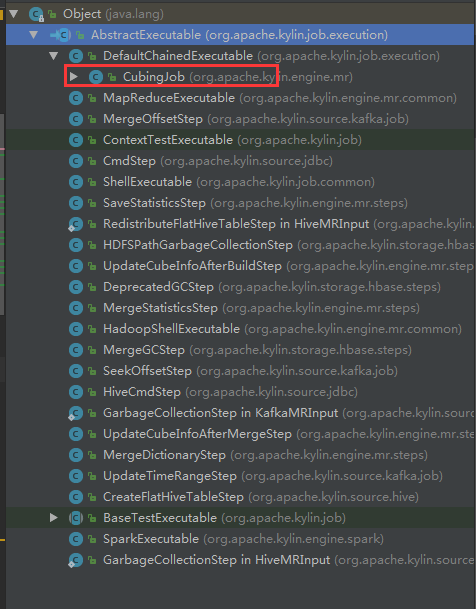 Object (java.lang)
AbstractExecutable (org.apache.kylin.job.execution)
DefaultChainedExecutable (org.apache.kylin.job.execution)
CubingJob (org.apache.kylin.engine.mr)
MapReduceExecutable (org.apache.kylin.engine.mr.common)
MergeOffsetStep (org.apache.kylin.source.kafka.job)
ContextTestExecutable (org.apache.kylin.job)
CmdStep (org.apache.kylin.source.jdbc)
ShellExecutable (org.apache.kylin.job.common)
SaveStatisticsStep (org.apache.kylin.engine.mr.steps)
RedistributeFlatHiveTableStep in HiveMRInput (org.apache.kylin
HDFSPathGarbageCollectionStep (org.apache.kylin.storage.hbase
UpdateCubeInfoAfterBuildStep (org.apache.kylin.engine.mr.step
DeprecatedGCStep (org.apache.kylin.storage.hbase.steps)
MergeStatisticsStep (org.apache.kylin.engine.mr.steps)
HadoopShellExecutable (org.apache.kylin.engine.mr.common)
MergeGCStep (org.apache.kylin.storage.hbase.steps)
SeekOffsetStep (org.apache.kylin.source.kafka.job)
HiveCmdStep (org.apache.kylin.source.jdbc)
GarbageCollectionStep in KafkaMRInput (org.apache.kylin.sourc
UpdateCubeInfoAfterMergeStep (org.apache.kylin.engine.mr.ste
MergeDictionaryStep (org.apache.kylin.engine.mr.steps)
UpdateTimeRangeStep (org.apache.kylin.source.kafka.job)
CreateFlatHiveTableStep (org.apache.kylin.source.hive)
BaseTestExecutable (org.apache.kylin.job)
SparkExecutable (org.apache.kylin.engine.spark)
GarbageCollectionStep in HiveMRInput (org.apache.kylin.source